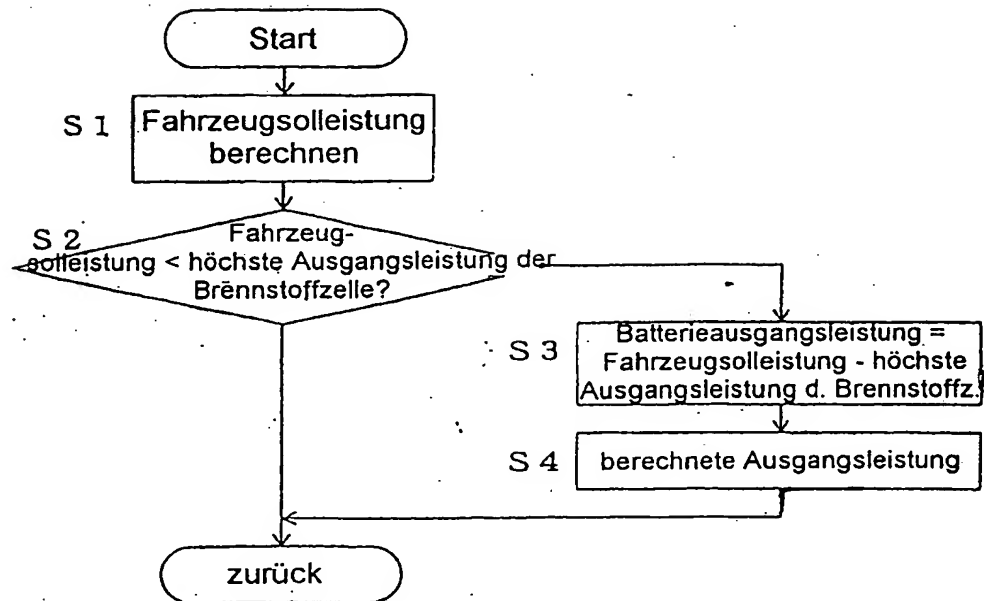 Start
S 1
Fahrzeugsolleistung
berechnen
S 2
Fahrzeug-
solleistung < höchste Ausgangsleistung der
Brennstoffzelle?
S 3
Batterieausgangsleistung =
Fahrzeugsolleistung - höchste
Ausgangsleistung d. Brennstoffz.
S 4
berechnete Ausgangsleistung
zurück